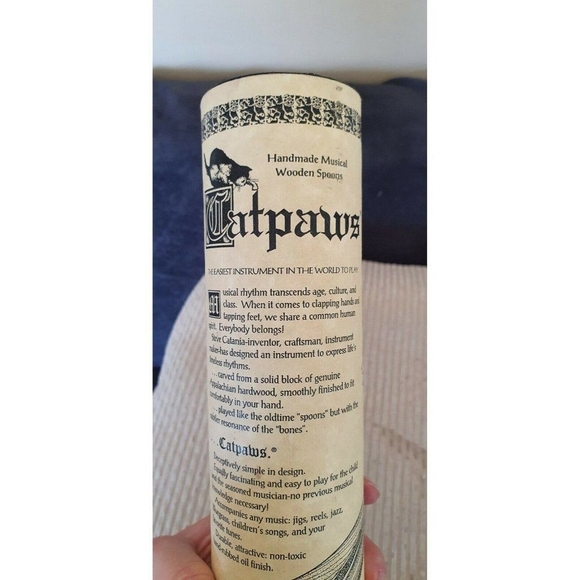 Handmade Musical
Wooden Spoons
Catpaws
THE EASIEST INSTRUMENT IN THE WORLD TO PLAY
Musical rhythm transcends age, culture, and
class. When it comes to clapping hands and
tapping feet, we share a common human
spirit. Everybody belongs!
Steve Catania-inventor, craftsman, instrument
maker-has designed an instrument to express life's
timeless rhythms.
...carved from a solid block of genuine
Appalachian hardwood, smoothly finished to fit
comfortably in your hand.
...played like the oldtime "spoons" but with the
resonance of the "bones".
...Catpaws.®
Deceptively simple in design.
Equally fascinating and easy to play for the child
and the seasoned musician-no previous musical
knowledge necessary!
Accompanies any music: jigs, reels, jazz,
bluegrass, children's songs, and your
favorite tunes.
Durable, attractive: non-toxic
hand-rubbed oil finish.